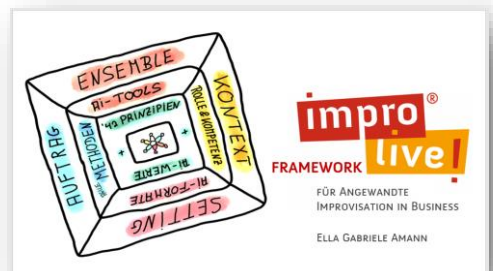 ENSEMBLE
Ai-TOOLS
42 PRINZIPIEN
AUFTRAG
METHODEN
+
+
Ai-WERTE
ROLLE & KOMPETENZ
KONTEXT
Ai-FORMATE
SETTING
impro®
FRAMEWORK live!
FÜR ANGEWANDTE
IMPROVISATION IN BUSINESS
ELLA GABRIELE AMANN